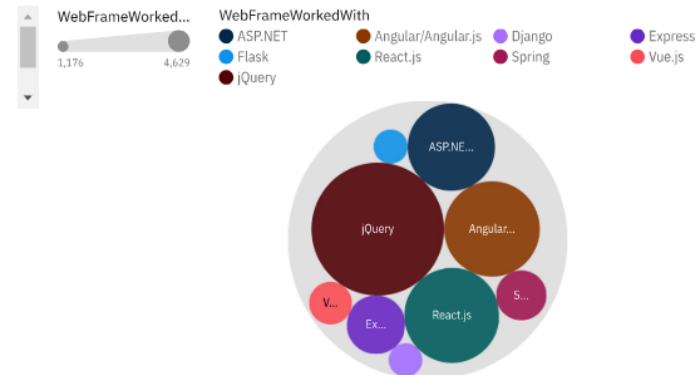 WebFrameWorked...
1,176 4,629
WebFrameWorkedWith
ASP.NET Angular/Angular.js Django Express
Flask React.js Spring Vue.js
jQuery
ASP.NE...
jQuery
Angular...
V...
Ex...
React.js
S...